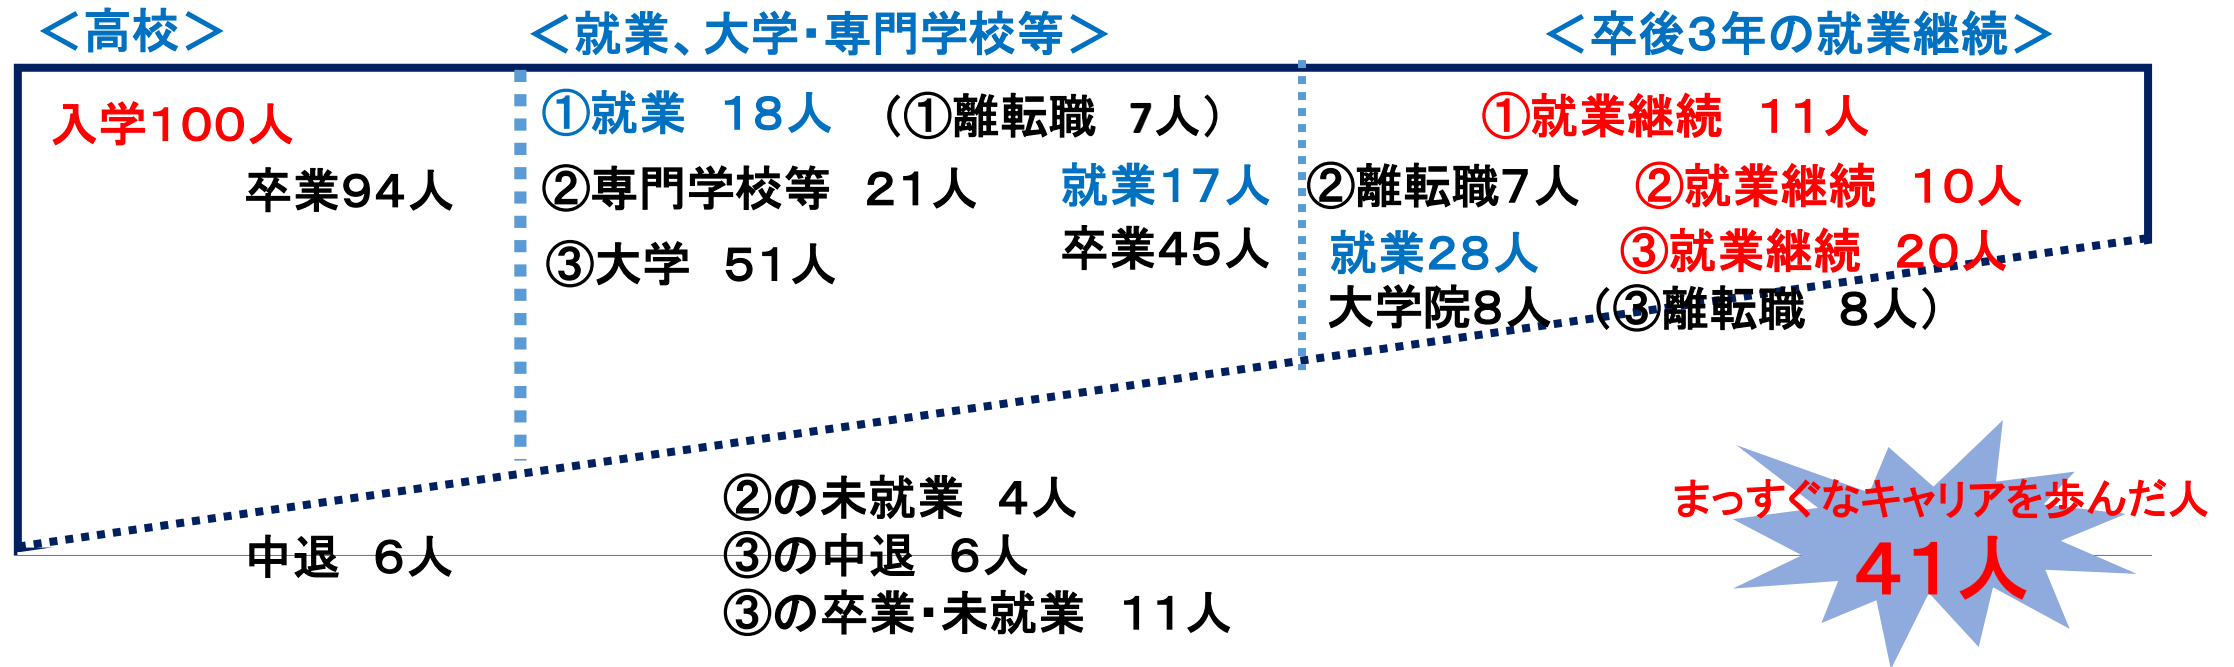 ＜高校＞
＜就業、大学・専門学校等＞
＜卒後３年の就業継続＞
入学１００人
卒業９４人
①就業　１８人　（①離転職　7人）
②専門学校等　２１人
③大学　５１人
就業１７人
卒業４５人
①就業継続　１１人
②離転職7人
②就業継続　１０人
就業２８人
③就業継続　２０人
大学院８人　（③離転職　８人）
中退　６人
②の未就業　４人
③の中退　６人
③の卒業・未就業　１１人
まっすぐなキャリアを歩んだ人
４１人